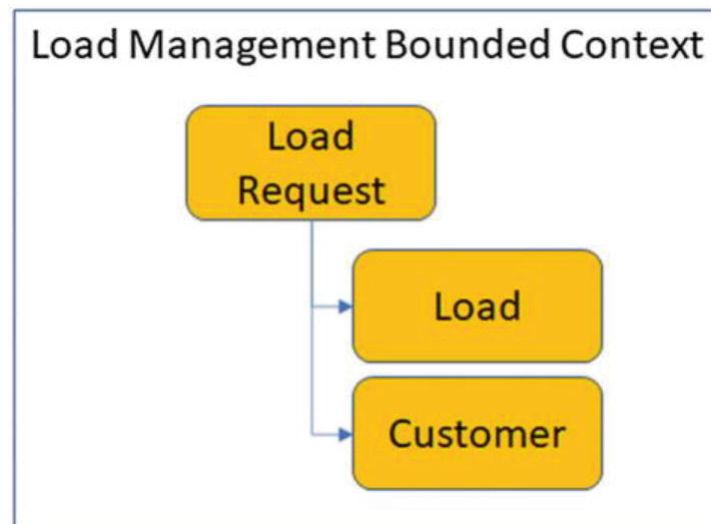 Load Management Bounded Context
Load
Request
Load
Customer